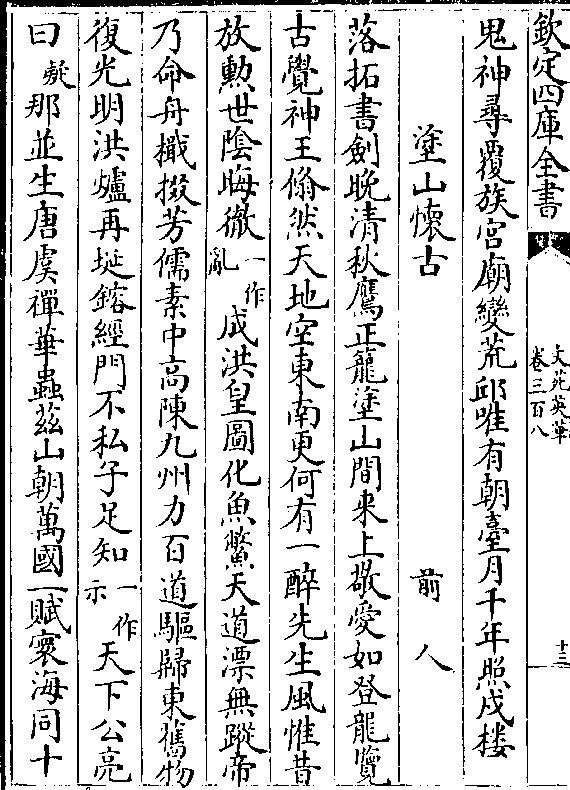 欽定四庫全書
文苑英華
卷三百八
十三
鬼神尋覆族宮廟變荒邱唯有朝臺月千年照戍樓
塗山懐古 前人
落拓書劍晚清秋鷹正籠塗山間来上敬愛如登龍覽
古覺神王翛然天地空東南更何有一醉先生風惟昔
放勲世陰晦徹一作亂成洪皇圖化魚鱉天道漂無蹤帝
乃命舟檝掇芳儒素中高陳九州力百道驅歸東舊物
復光明洪爐再埏鎔經門不私子足知一作示天下公亮
曰疑那並生唐虞禪華蟲兹山朝萬國一賦寰海同十